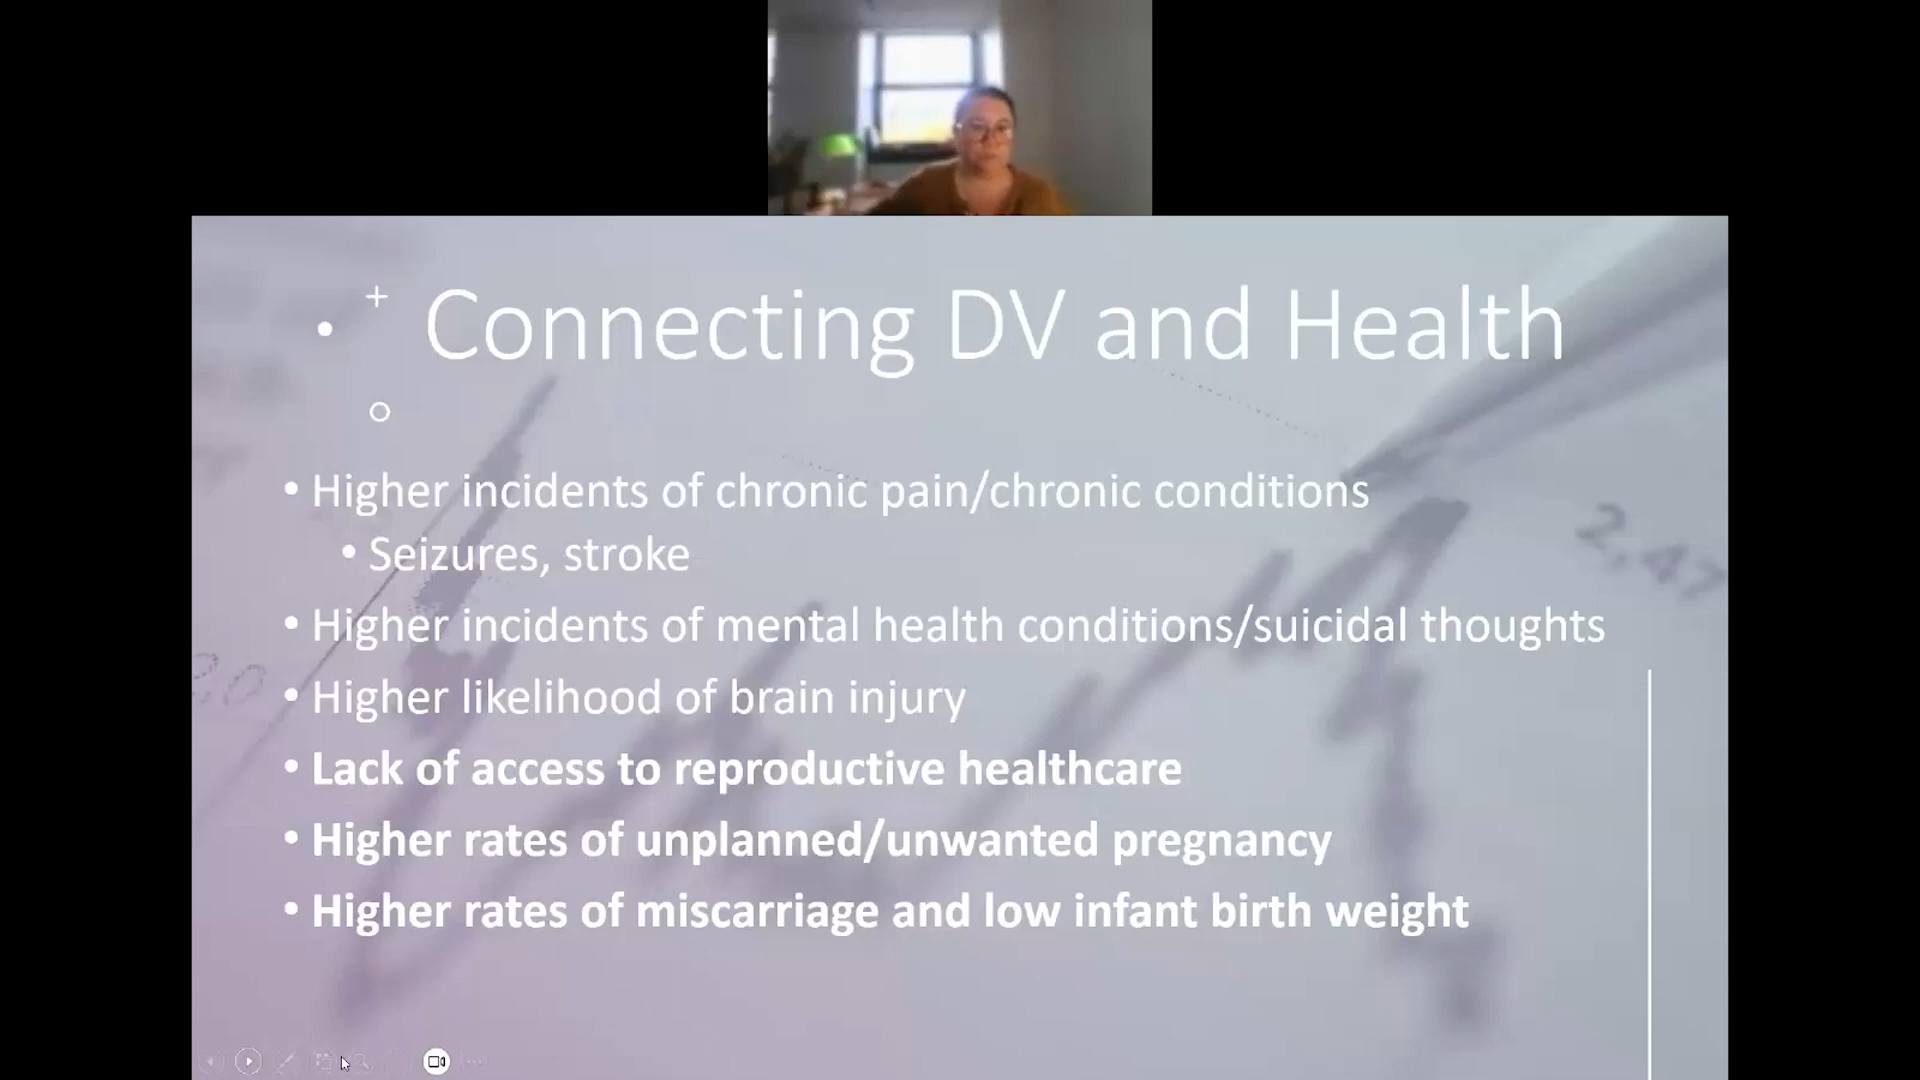 Connecting DV and Health
• Higher incidents of chronic pain/chronic conditions
• Seizures, stroke
• Higher incidents of mental health conditions/suicidal thoughts
• Higher likelihood of brain injury
• Lack of access to reproductive healthcare
• Higher rates of unplanned/unwanted pregnancy
• Higher rates of miscarriage and low infant birth weight
2,47